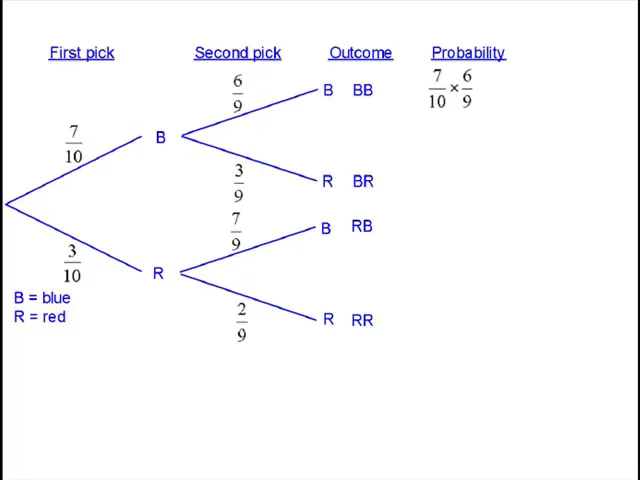 First pick Second pick Outcome Probability
6/9 B BB 7/10 × 6/9
7/10 B
3/9 R BR
7/9 B RB
3/10 R
B = blue
R = red 2/9 R RR